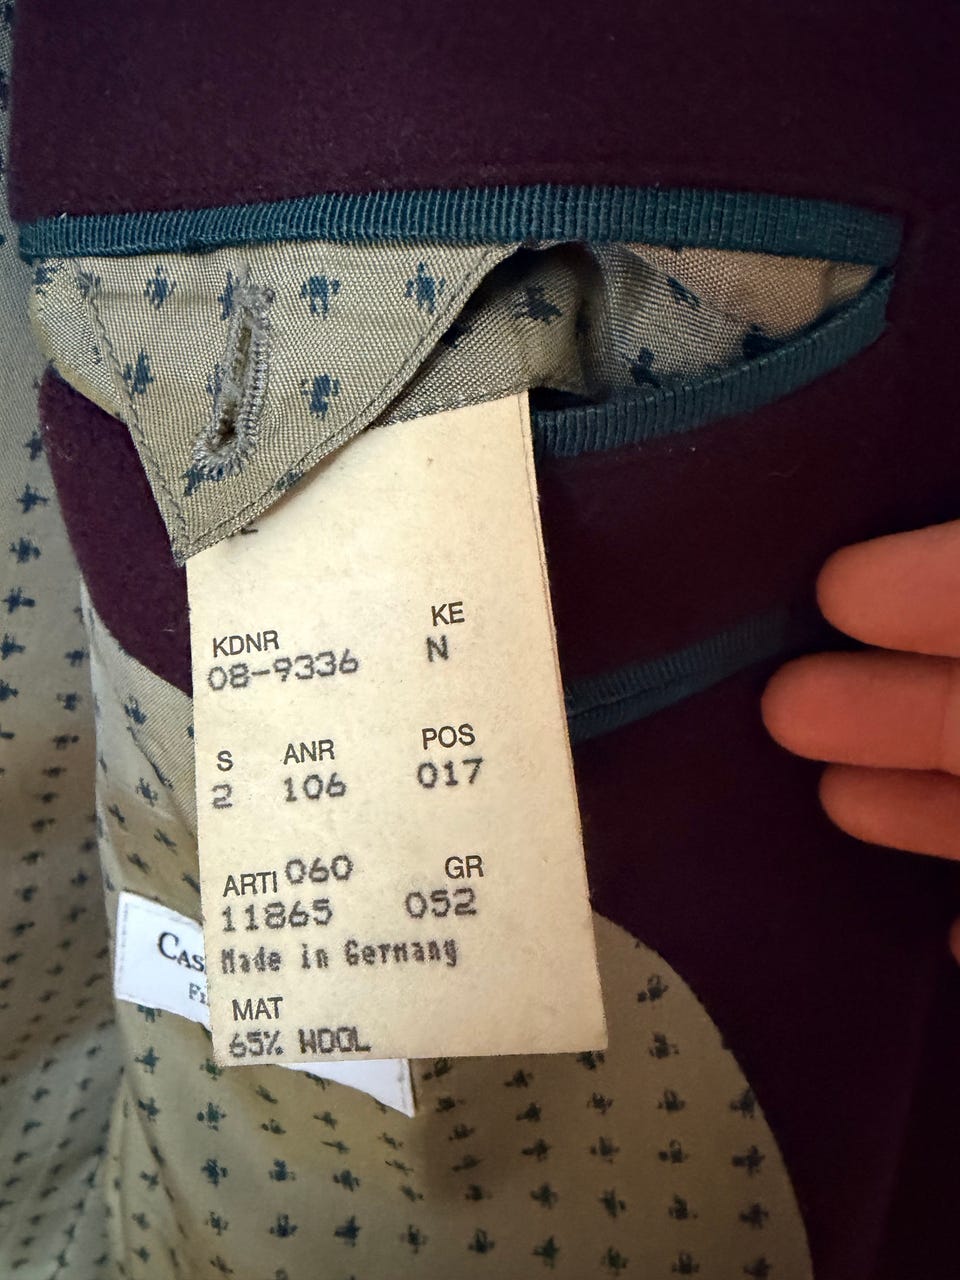 KDNR KE
08-9336 N
S ANR POS
2 106 017
ARTI 060 GR
11865 052
Made in Germany
MAT
65% WOOL